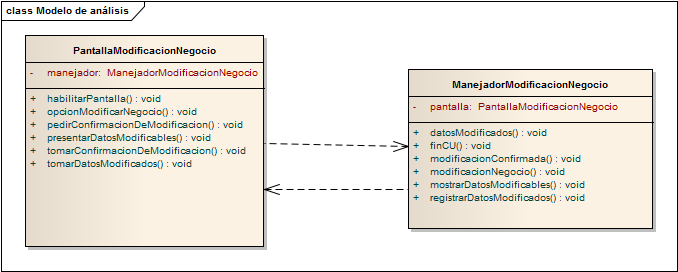 class Modelo de análisis
PantallaModificacionNegocio
- manejador: ManejadorModificacionNegocio
+ habilitarPantalla() : void
+ opcionModificarNegocio() : void
+ pedirConfirmacionDeModificacion() : void
+ presentarDatosModificables() : void
+ tomarConfirmacionDeModificacion() : void
+ tomarDatosModificados() : void
ManejadorModificacionNegocio
- pantalla: PantallaModificacionNegocio
+ datosModificados() : void
+ finCU() : void
+ modificacionConfirmada() : void
+ modificacionNegocio() : void
+ mostrarDatosModificables() : void
+ registrarDatosModificados() : void